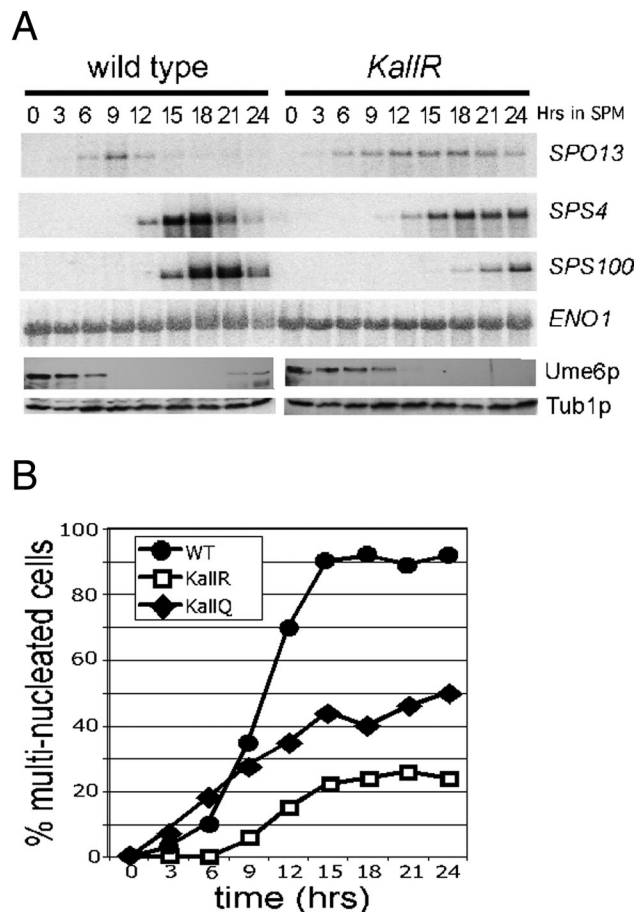 A
wild type KallR
0 3 6 9 12 15 18 21 24 0 3 6 9 12 15 18 21 24 Hrs in SPM
SPO13
SPS4
SPS100
ENO1
Ume6p
Tub1p
B
100
80
60
40
20
0
% multi-nucleated cells
WT
KallR
KallQ
0 3 6 9 12 15 18 21 24
time (hrs)